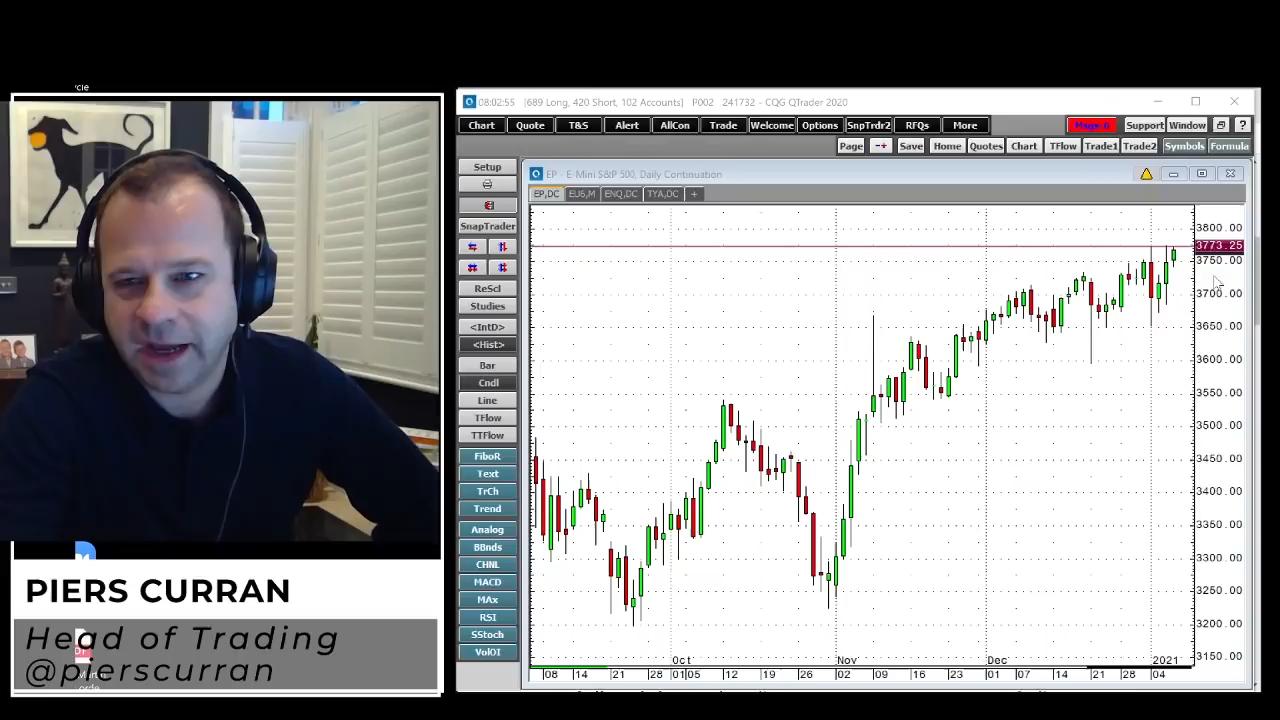 cie
PIERS CURRAN
Head of Trading
@pierscurran
08:02:55 [689 Long, 420 Short, 102 Accounts] P002 241732 - CQG QTrader 2020
Chart Quote T&S Alert AllCon Trade Welcome Options SnpTrdr2 RFQs More Support Window ?
Page -+ Save Home Quotes Chart TFlow Trade1 Trade2 Symbols Formula
Setup
SnapTrader
ReScl
Studies
<IntD>
<Hist>
Bar
Cndl
Line
TFlow
TTFlow
FiboR
Text
TrCh
Trend
Analog
BBnds
CHNL
MACD
MAx
RSI
SStoch
VolOI
EP - E-Mini S&P 500, Daily Continuation
EP,DC EU6,M ENQ,DC TYA,DC +
3800.00
3773.25
3750.00
3700.00
3650.00
3600.00
3550.00
3500.00
3450.00
3400.00
3350.00
3300.00
3250.00
3200.00
3150.00
Oct Nov Dec 2021
08 14 21 28 01 05 12 19 26 02 09 16 23 01 07 14 21 28 04